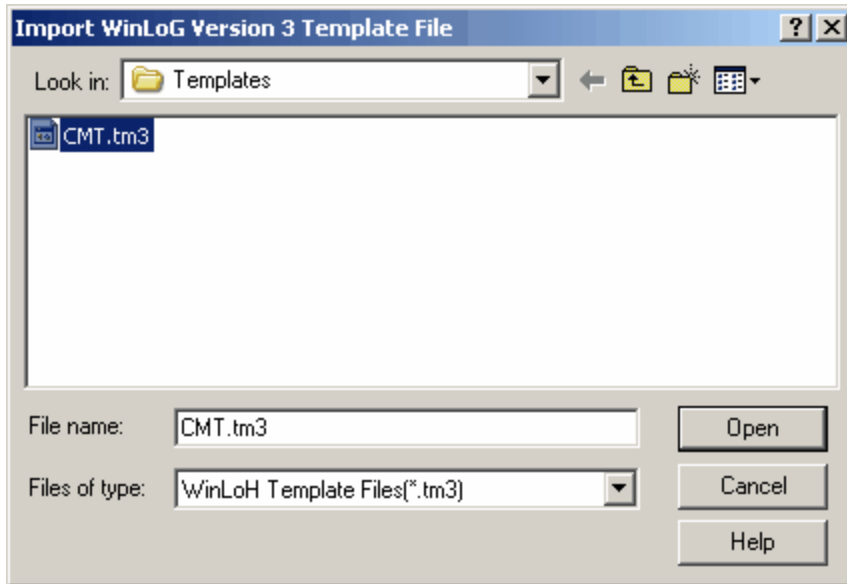 Import WinLoG Version 3 Template File
Look in: Templates
CMT.tm3
File name: CMT.tm3 Open
Files of type: WinLoH Template Files(*.tm3) Cancel
Help